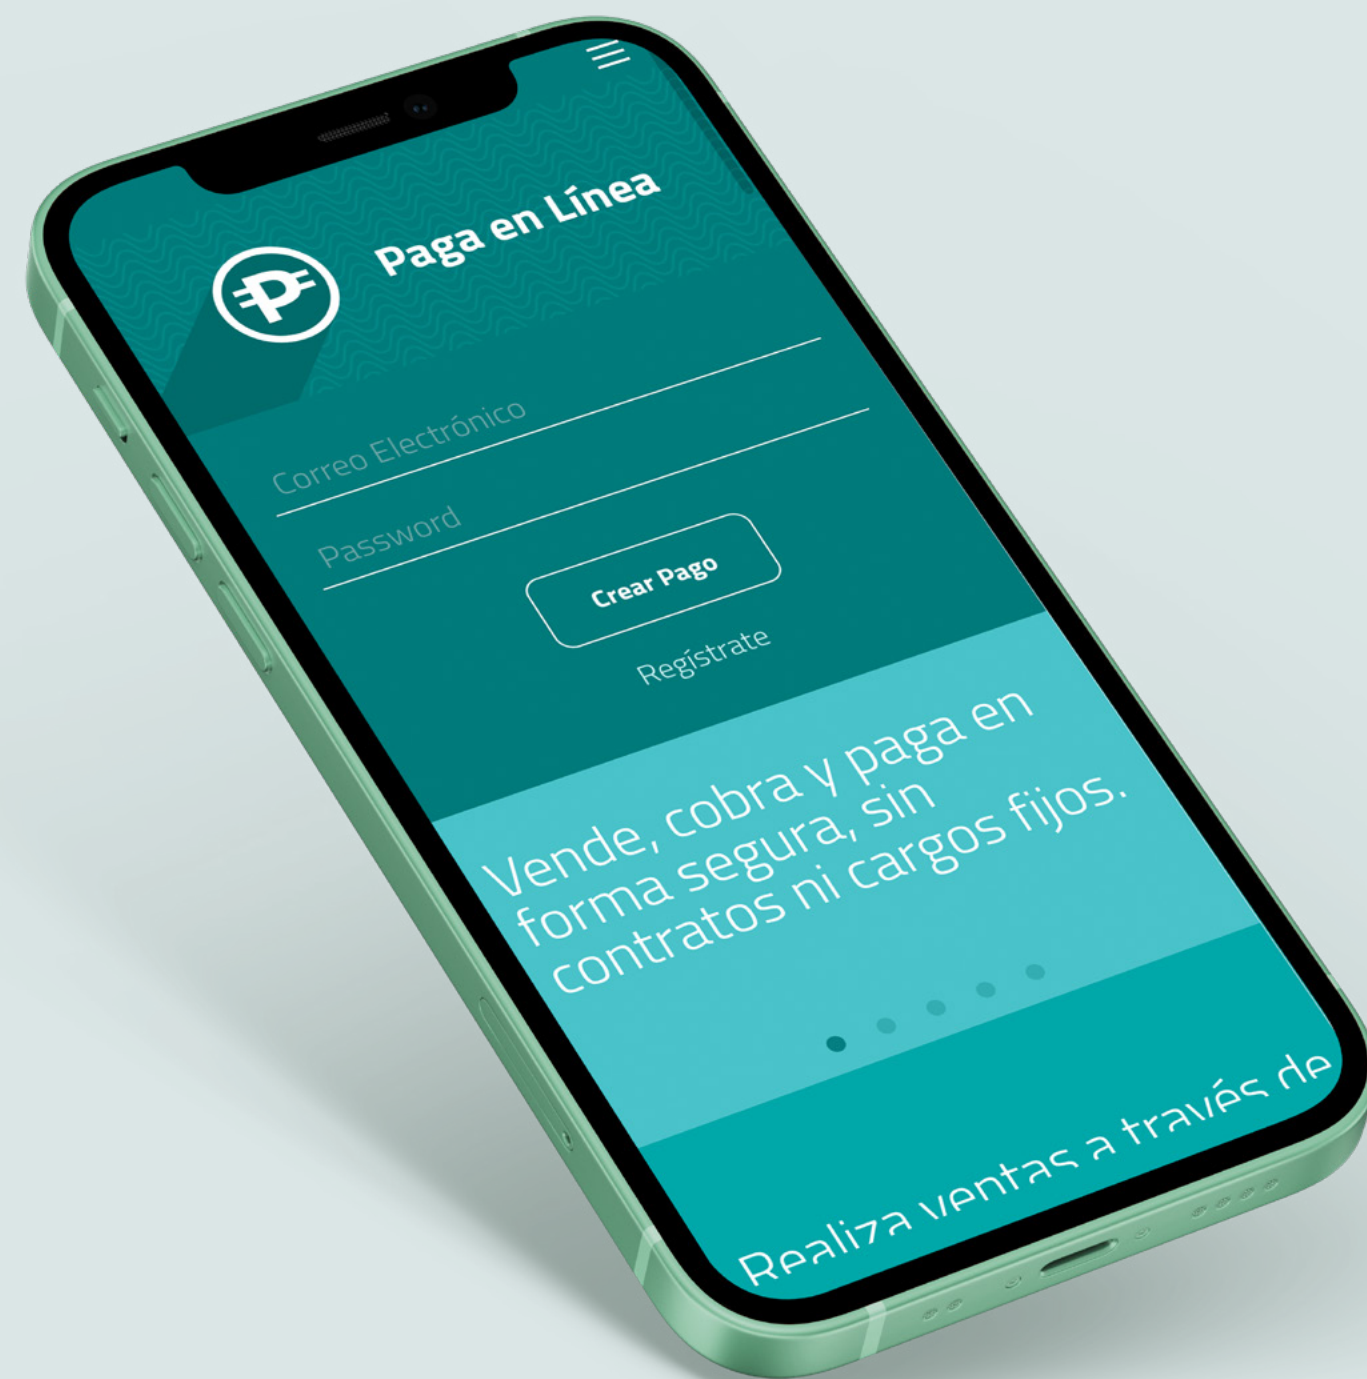 Paga en Línea
Correo Electrónico
Password
Crear Pago
Regístrate
Vende, cobra y paga en
forma segura, sin
contratos ni cargos fijos.
Realiza ventas a través de